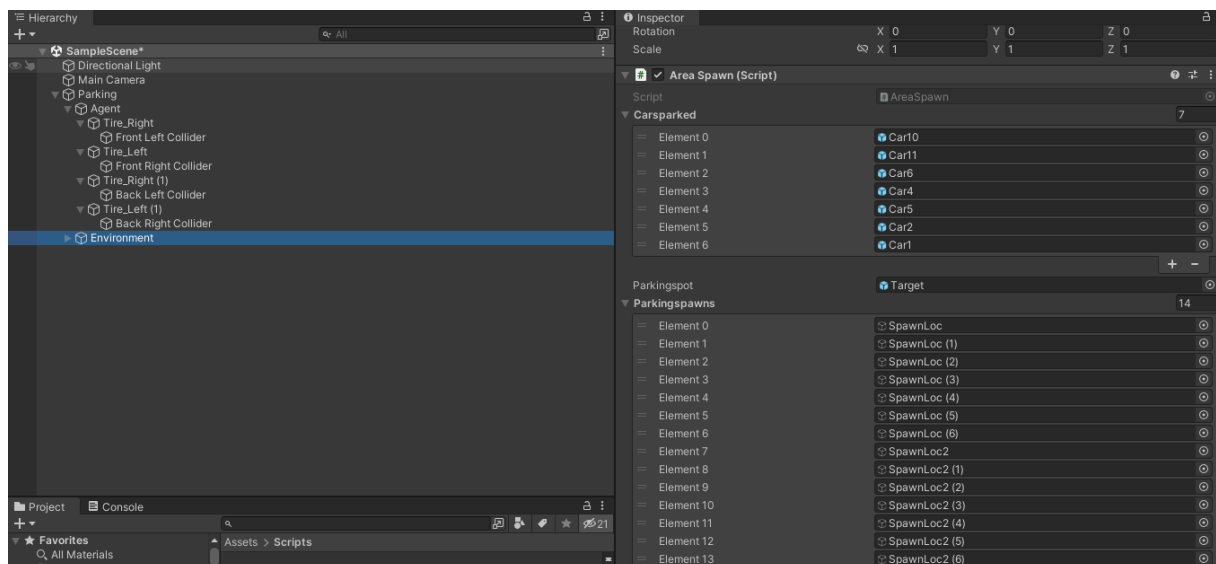 Hierarchy
All
SampleScene*
Directional Light
Main Camera
Parking
Agent
Tire_Right
Front Left Collider
Tire_Left
Front Right Collider
Tire_Right (1)
Back Left Collider
Tire_Left (1)
Back Right Collider
Environment
Project Console
21
Favorites
All Materials
Assets > Scripts
Inspector
Rotation X 0 Y 0 Z 0
Scale X 1 Y 1 Z 1
# Area Spawn (Script)
Script AreaSpawn
Carsparked 7
Element 0 Car10
Element 1 Car11
Element 2 Car6
Element 3 Car4
Element 4 Car5
Element 5 Car2
Element 6 Car1
+ -
Parkingspot Target
Parkingspawns 14
Element 0 SpawnLoc
Element 1 SpawnLoc (1)
Element 2 SpawnLoc (2)
Element 3 SpawnLoc (3)
Element 4 SpawnLoc (4)
Element 5 SpawnLoc (5)
Element 6 SpawnLoc (6)
Element 7 SpawnLoc2
Element 8 SpawnLoc2 (1)
Element 9 SpawnLoc2 (2)
Element 10 SpawnLoc2 (3)
Element 11 SpawnLoc2 (4)
Element 12 SpawnLoc2 (5)
Element 13 SpawnLoc2 (6)